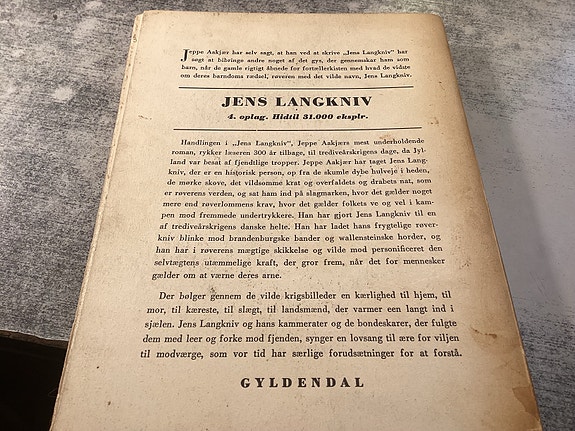 Jeppe Aakjær har selv sagt, at han ved at skrive „Jens Langkniv“ har
søgt at bibringe andre noget af det gys, der gennemskar ham som
barn, når de gamle rigtigt åbnede for fortællerkisten med hvad de vidste
om deres barndoms rædsel, røveren med det vilde navn, Jens Langkniv.
JENS LANGKNIV
4. oplag. Hidtil 31.000 eksplr.
Handlingen i „Jens Langkniv“, Jeppe Aakjærs mest underholdende
roman, rykker læseren 300 år tilbage, til trediveårskrigens dage, da Jyl-
land var besat af fjendtlige tropper. Jeppe Aakjær har taget Jens Lang-
kniv, der er en historisk person, op fra de skumle dybe hulveje i heden,
de mørke skove, det vildsomme krat og overfaldets og drabets nat, som
er røverens verden, og sat ham ind på slagmarken, hvor det gælder noget
mere end røverlommens krav, hvor det gælder folkets ve og vel i kam-
pen mod fremmede undertrykkere. Han har gjort Jens Langkniv til en
af trediveårskrigens danske helte. Han har ladet hans frygtelige røver-
kniv blinke mod brandenburgske bander og wallensteinske horder, og
han har i røverens mægtige skikkelse og vilde mod personificeret den
selvtægtens utæmmelige kraft, der gror frem, når det for mennesker
gælder om at værne deres arne.
Der bølger gennem de vilde krigsbilleder en kærlighed til hjem, til
mor, til kæreste, til slægt, til landsmænd, der varmer en langt ind i
sjælen. Jens Langkniv og hans kammerater og de bondeskarer, der fulgte
dem med leer og forke mod fjenden, synger en lovsang til ære for viljen
til modværge, som vor tid har særlige forudsætninger for at forstå.
GYLDENDAL